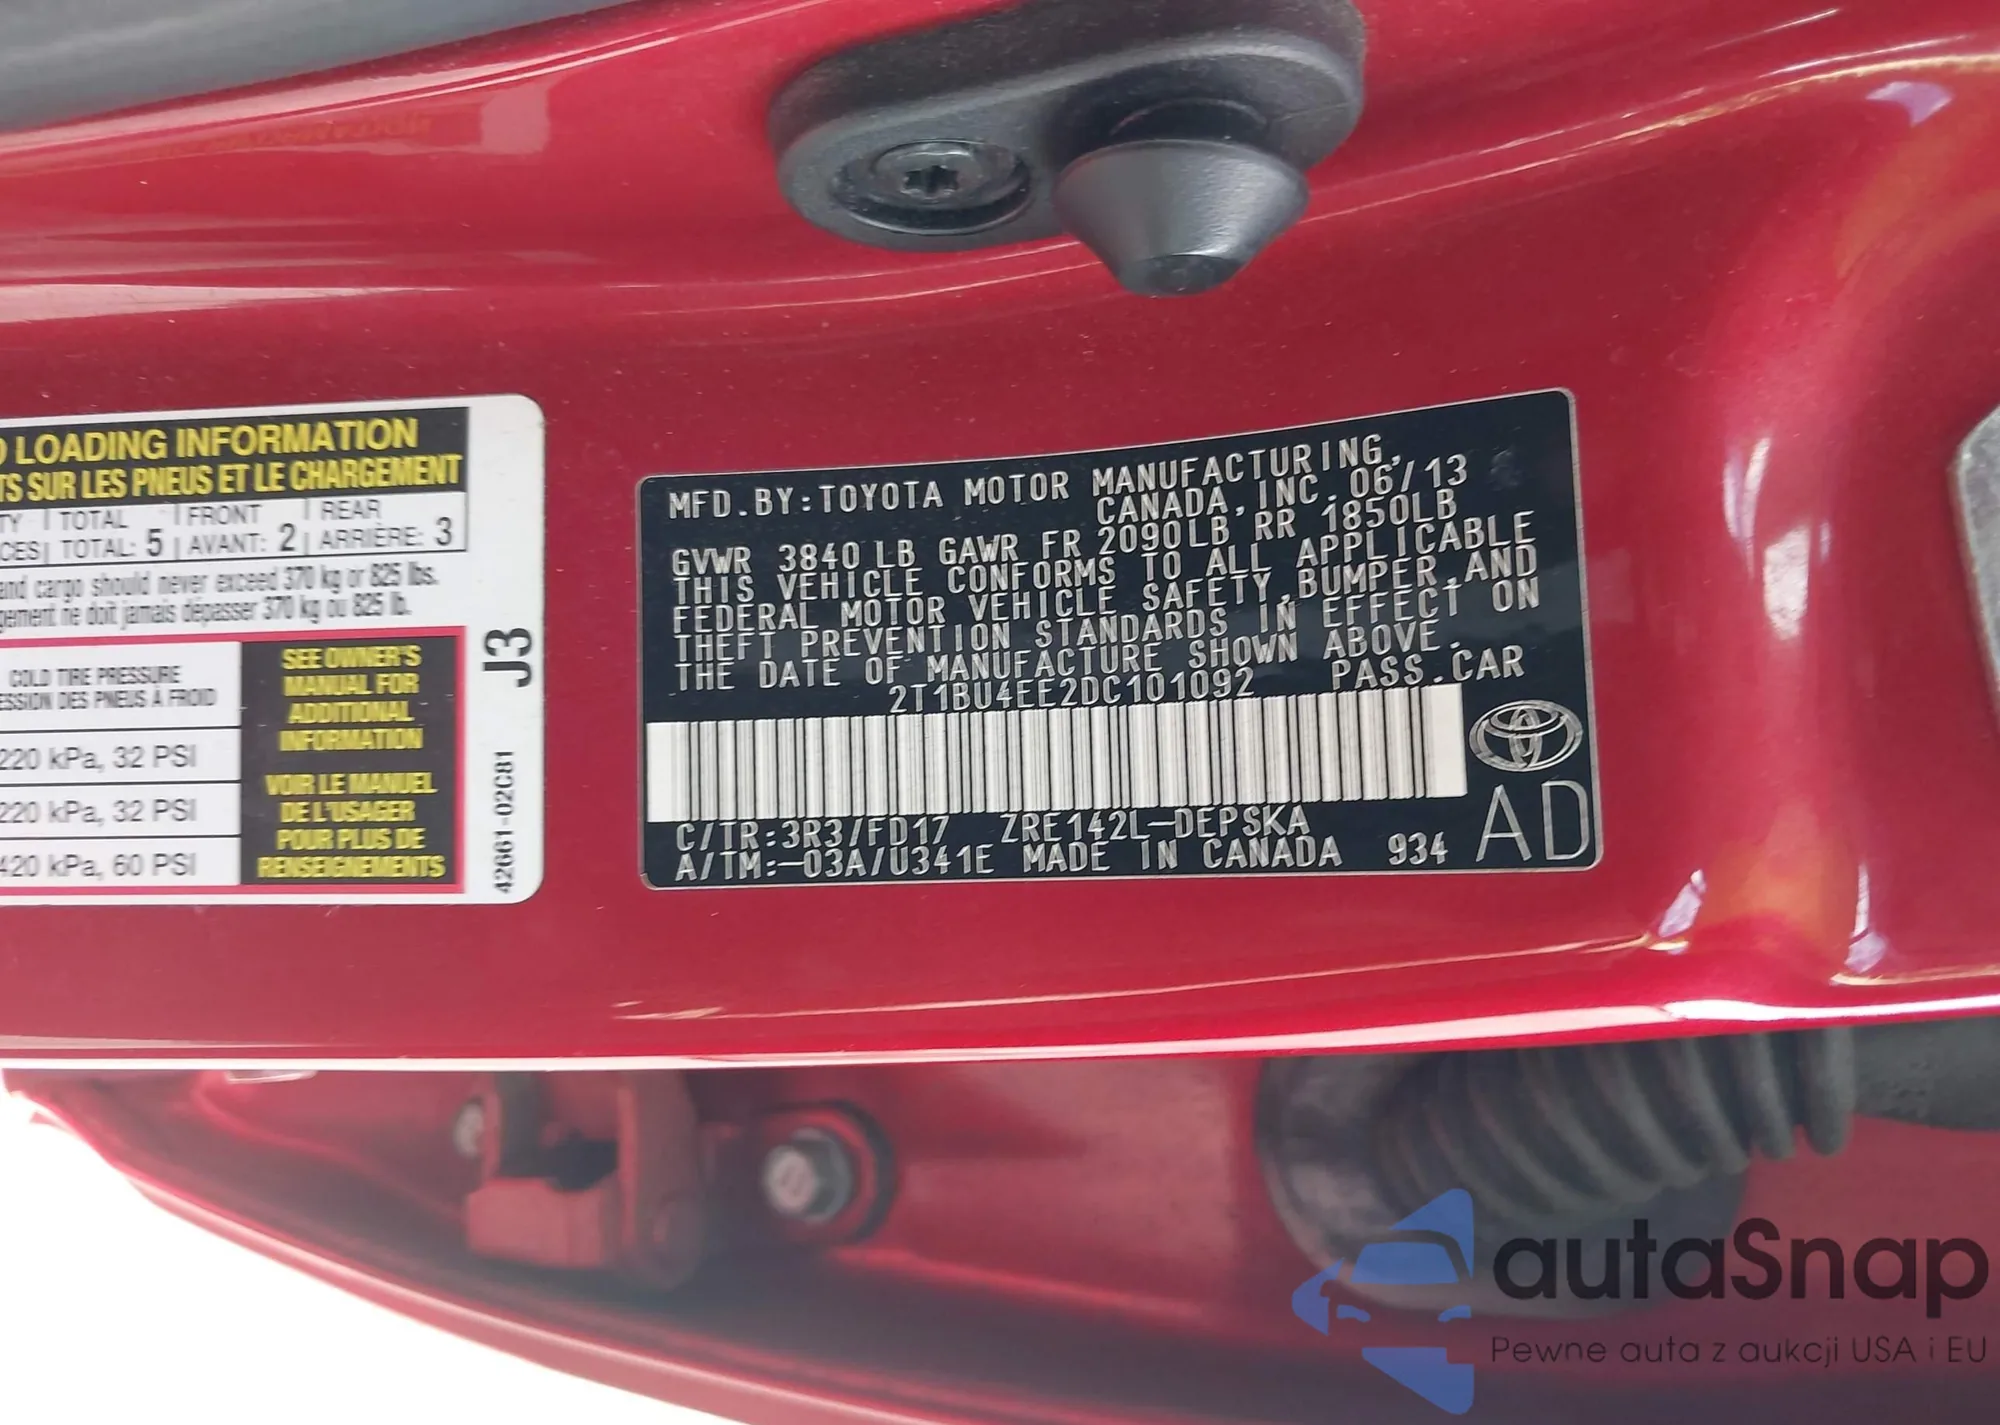 LOADING INFORMATION
TS SUR LES PNEUS ET LE CHARGEMENT
TY TOTAL FRONT REAR
CES TOTAL: 5 AVANT: 2 ARRIÈRE: 3
and cargo should never exceed 370 kg or 825 lbs.
gement ne doit jamais dépasser 370 kg ou 825 lb.
COLD TIRE PRESSURE
ESSION DES PNEUS À FROID
220 kPa, 32 PSI
220 kPa, 32 PSI
420 kPa, 60 PSI
SEE OWNER'S
MANUAL FOR
ADDITIONAL
INFORMATION
VOIR LE MANUEL
DE L'USAGER
POUR PLUS DE
RENSEIGNEMENTS
J3
42661-02C81
MFD.BY:TOYOTA MOTOR MANUFACTURING,
CANADA,INC. 06/13
GVWR 3840 LB GAWR FR 2090LB RR 1850LB
THIS VEHICLE CONFORMS TO ALL APPLICABLE
FEDERAL MOTOR VEHICLE SAFETY,BUMPER,AND
THEFT PREVENTION STANDARDS IN EFFECT ON
THE DATE OF MANUFACTURE SHOWN ABOVE.
2T1BU4EE2DC101092 PASS.CAR
C/TR:3R3/FD17 ZRE142L-DEPSKA
A/TM:-03A/U341E MADE IN CANADA 934
AD
autaSnap
Pewne auta z aukcji USA i EU